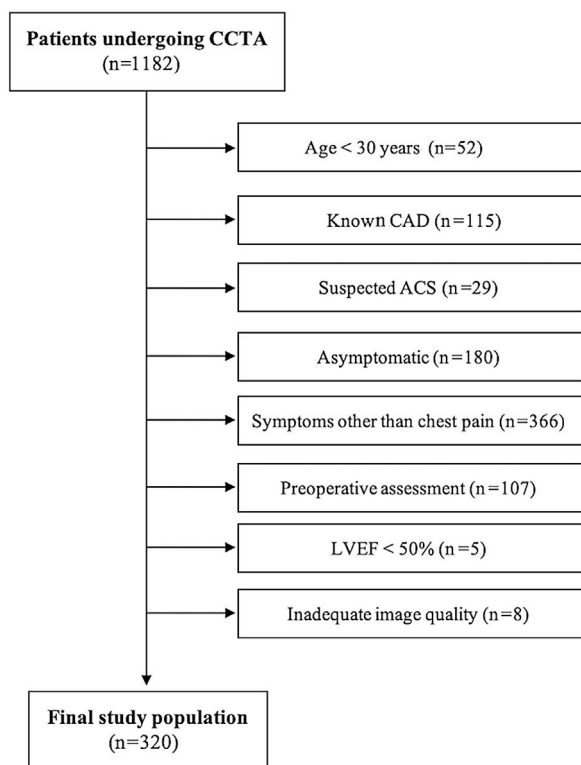 Patients undergoing CCTA
(n=1182)
Age < 30 years (n=52)
Known CAD (n=115)
Suspected ACS (n=29)
Asymptomatic (n=180)
Symptoms other than chest pain (n=366)
Preoperative assessment (n=107)
LVEF < 50% (n=5)
Inadequate image quality (n=8)
Final study population
(n=320)